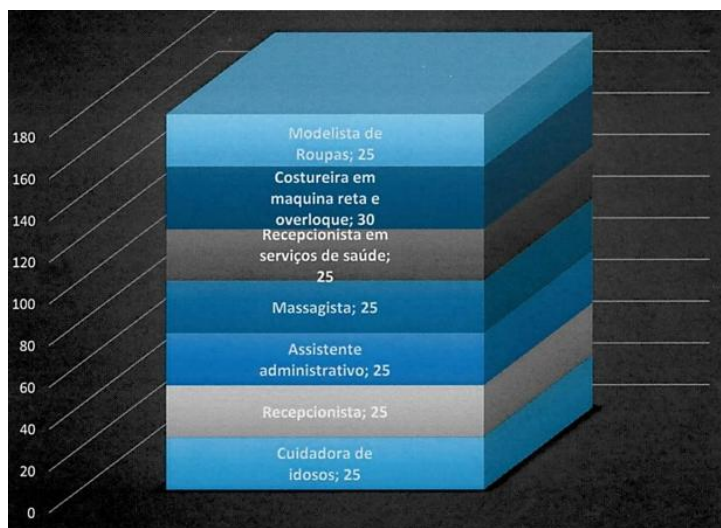 180
160
140
120
100
80
60
40
20
0
Modelista de
Roupas; 25
Costureira em
maquina reta e
overloque; 30
Recepcionista em
serviços de saúde;
25
Massagista; 25
Assistente
administrativo; 25
Recepcionista; 25
Cuidadora de
idosos; 25